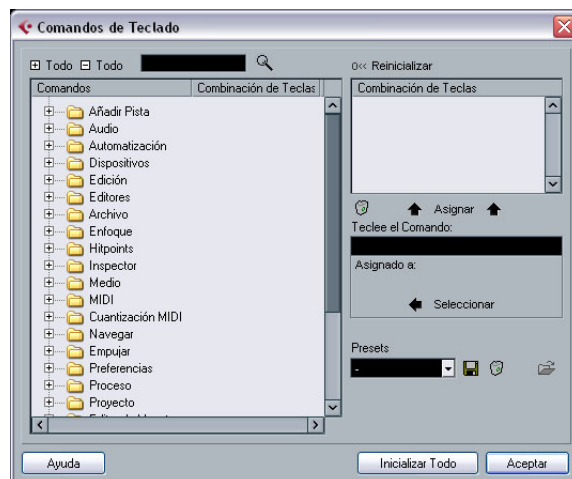 Comandos de Teclado
Todo Todo
Comandos Combinación de Teclas
Añadir Pista
Audio
Automatización
Dispositivos
Edición
Editores
Archivo
Enfoque
Hitpoints
Inspector
Medio
MIDI
Cuantización MIDI
Navegar
Empujar
Preferencias
Proceso
Proyecto
Reinicializar
Combinación de Teclas
Asignar
Teclee el Comando:
Asignado a:
Seleccionar
Presets
-
Ayuda
Inicializar Todo
Aceptar